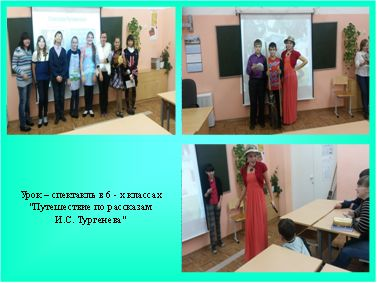 Урок – спектакль в 6 - х классах
"Путешествие по рассказам
И.С. Тургенева"